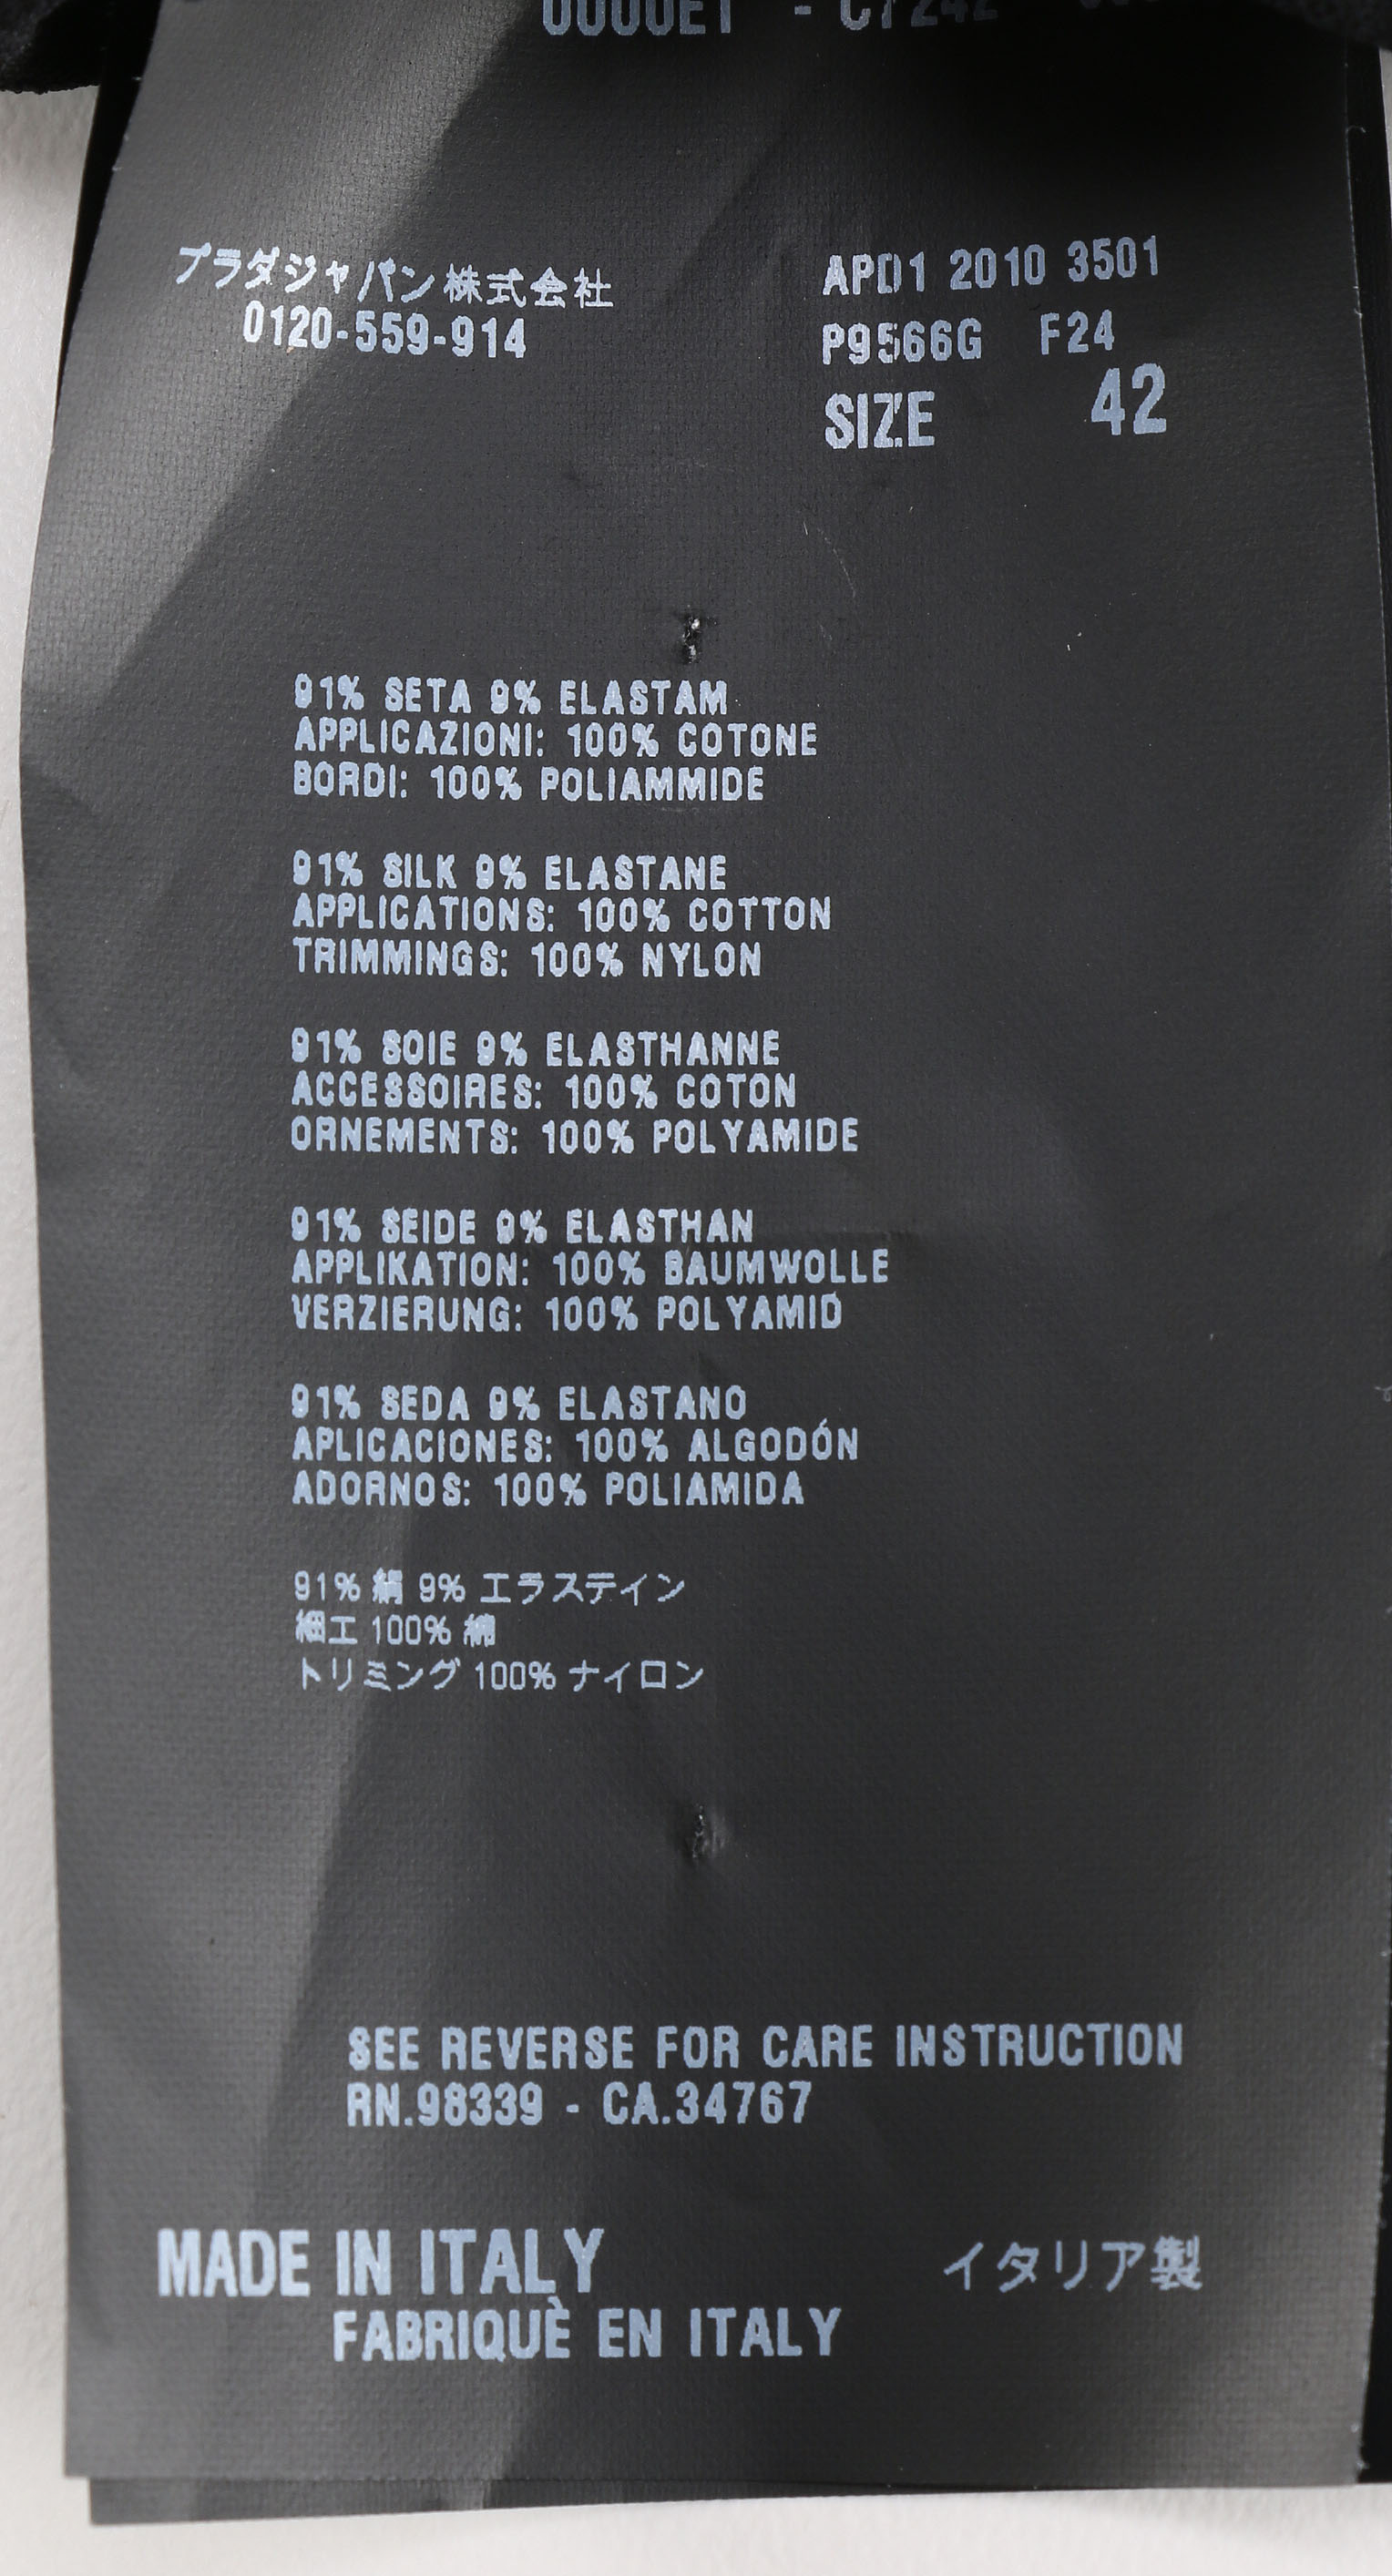 プラダジャパン株式会社
0120-559-914
APD1 2010 3501
P9566G F24
SIZE 42
91% SETA 9% ELASTAM
APPLICAZIONI: 100% COTONE
BORDI: 100% POLIAMMIDE
91% SILK 9% ELASTANE
APPLICATIONS: 100% COTTON
TRIMMINGS: 100% NYLON
91% SOIE 9% ELASTHANNE
ACCESSOIRES: 100% COTON
ORNEMENTS: 100% POLYAMIDE
91% SEIDE 9% ELASTHAN
APPLIKATION: 100% BAUMWOLLE
VERZIERUNG: 100% POLYAMID
91% SEDA 9% ELASTANO
APLICACIONES: 100% ALGODÓN
ADORNOS: 100% POLIAMIDA
91% 絹 9% エラステイン
細工 100% 綿
トリミング 100% ナイロン
SEE REVERSE FOR CARE INSTRUCTION
RN.98339 - CA.34767
MADE IN ITALY イタリア製
FABRIQUÈ EN ITALY